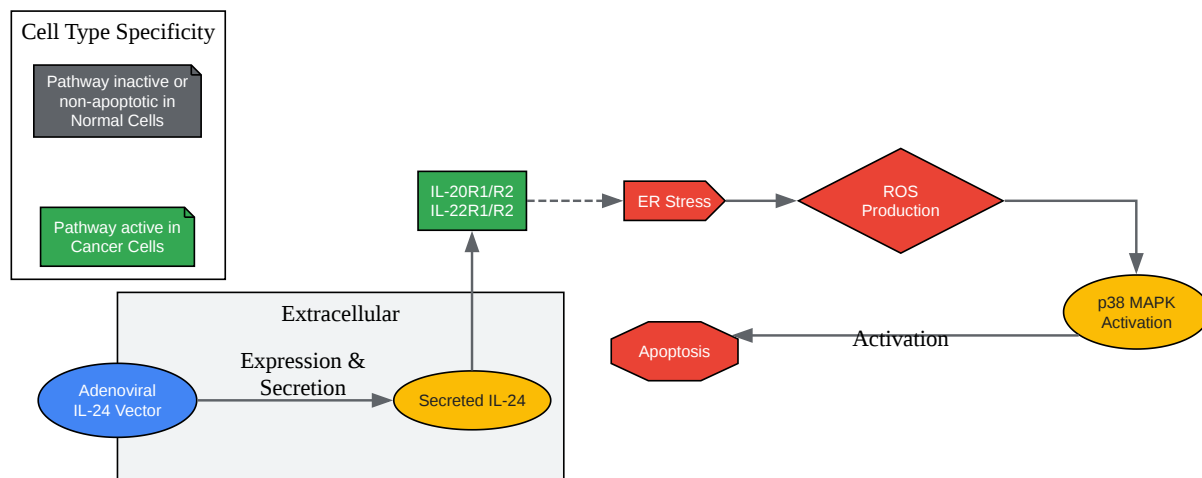 Cell Type Specificity
Pathway inactive or
non-apoptotic in
Normal Cells
Pathway active in
Cancer Cells
IL-20R1/R2
IL-22R1/R2
ER Stress
ROS
Production
p38 MAPK
Activation
Activation
Apoptosis
Extracellular
Expression &
Secretion
Adenoviral
IL-24 Vector
Secreted IL-24